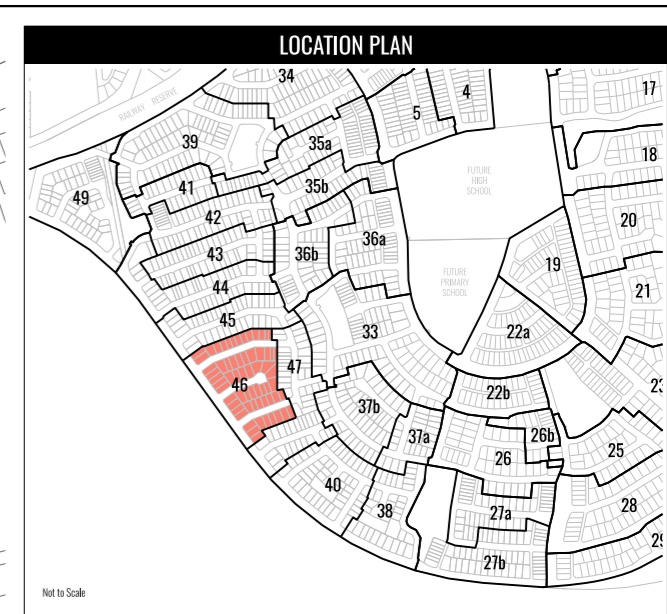 LOCATION PLAN
34
RAILWAY RESERVE
4
5
17
39
35a
18
FUTURE
HIGH
SCHOOL
41
35b
49
42
20
36a
36b
43
19
FUTURE
PRIMARY
SCHOOL
44
21
45
33
22a
47
46
22b
37b
37a
26b
25
26
40
28
38
27a
27b
Not to Scale